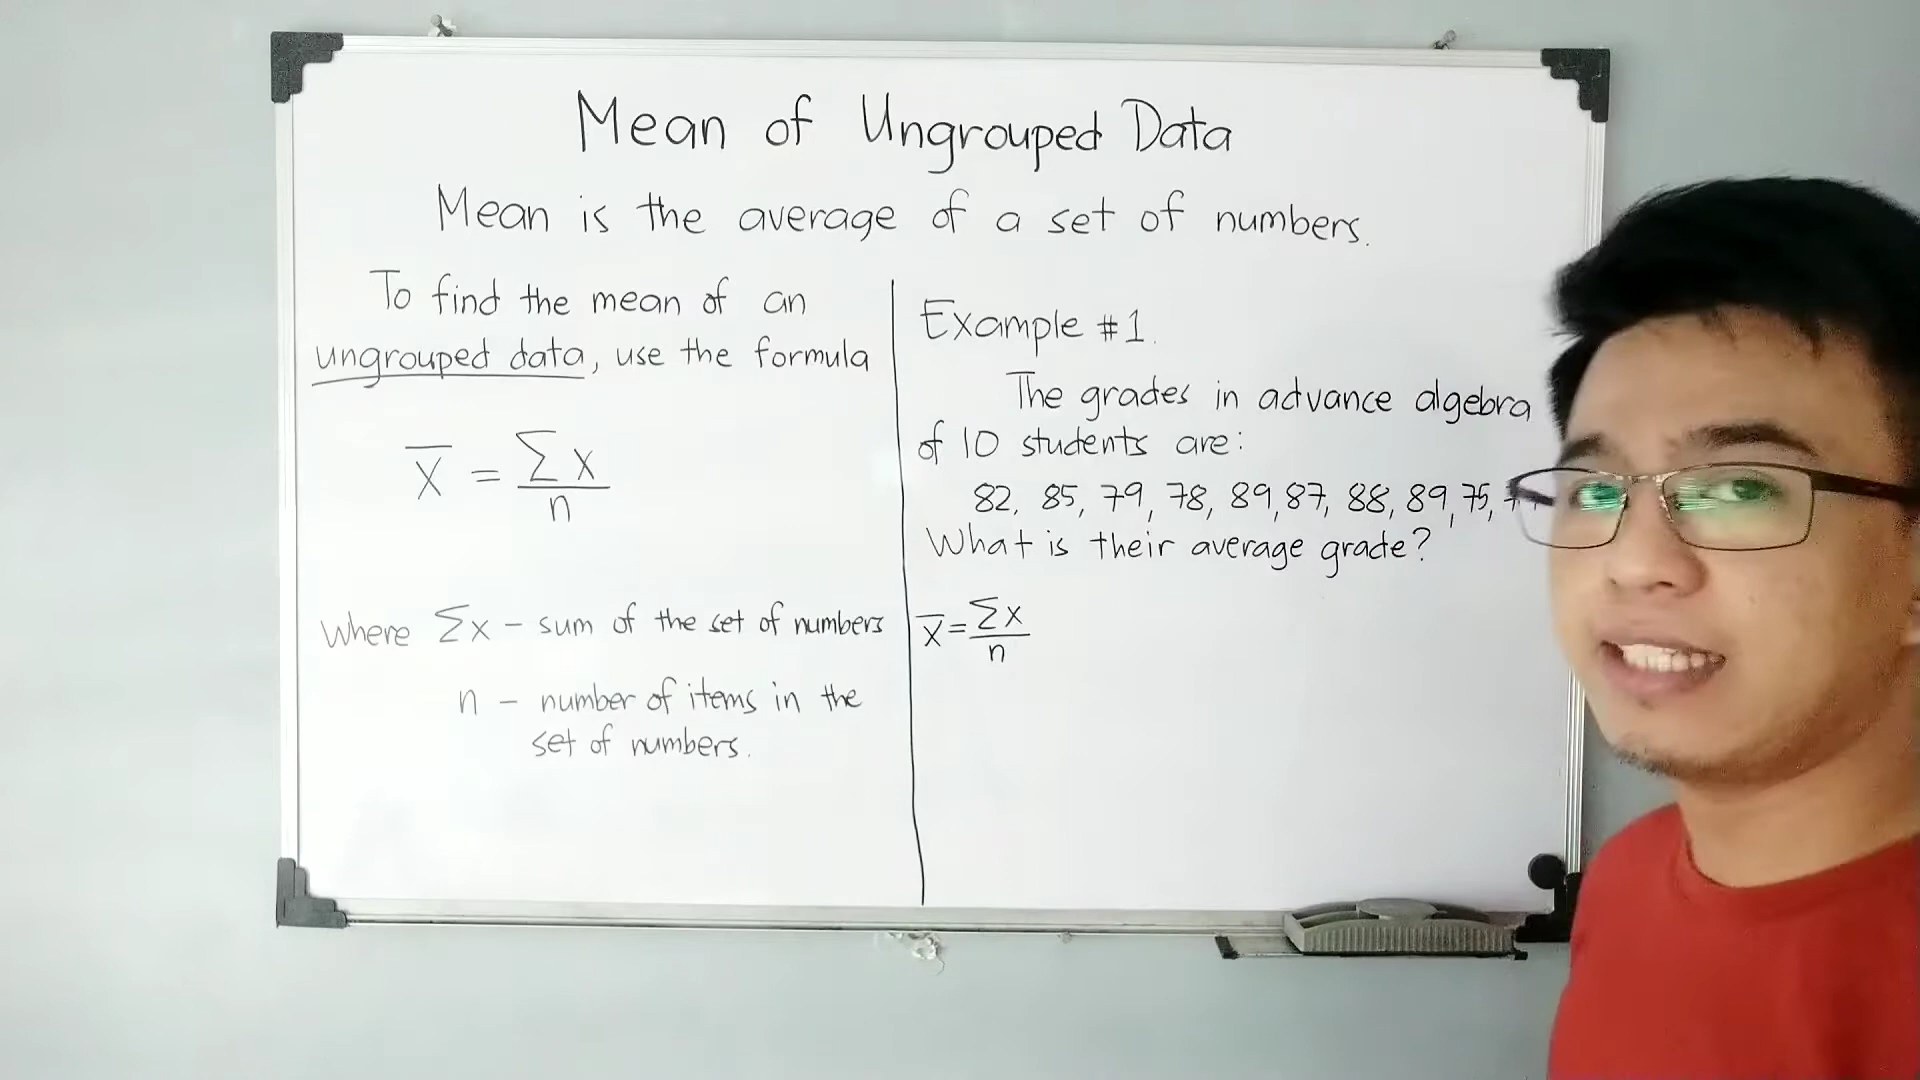 Mean of Ungrouped Data
Mean is the average of a set of numbers.
To find the mean of an
ungrouped data, use the formula
X̄ = Σx / n
Where Σx - sum of the set of numbers
n - number of items in the
set of numbers.
Example #1.
The grades in advance algebra
of 10 students are:
82, 85, 79, 78, 89, 87, 88, 89, 75,
What is their average grade?
X̄ = Σx / n